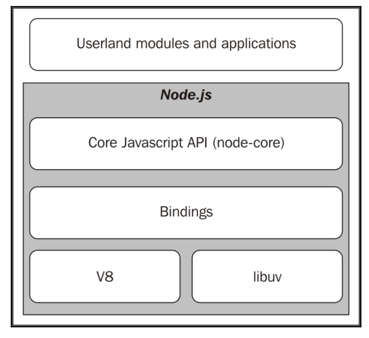 Userland modules and applications
Node.js
Core Javascript API (node-core)
Bindings
V8
libuv